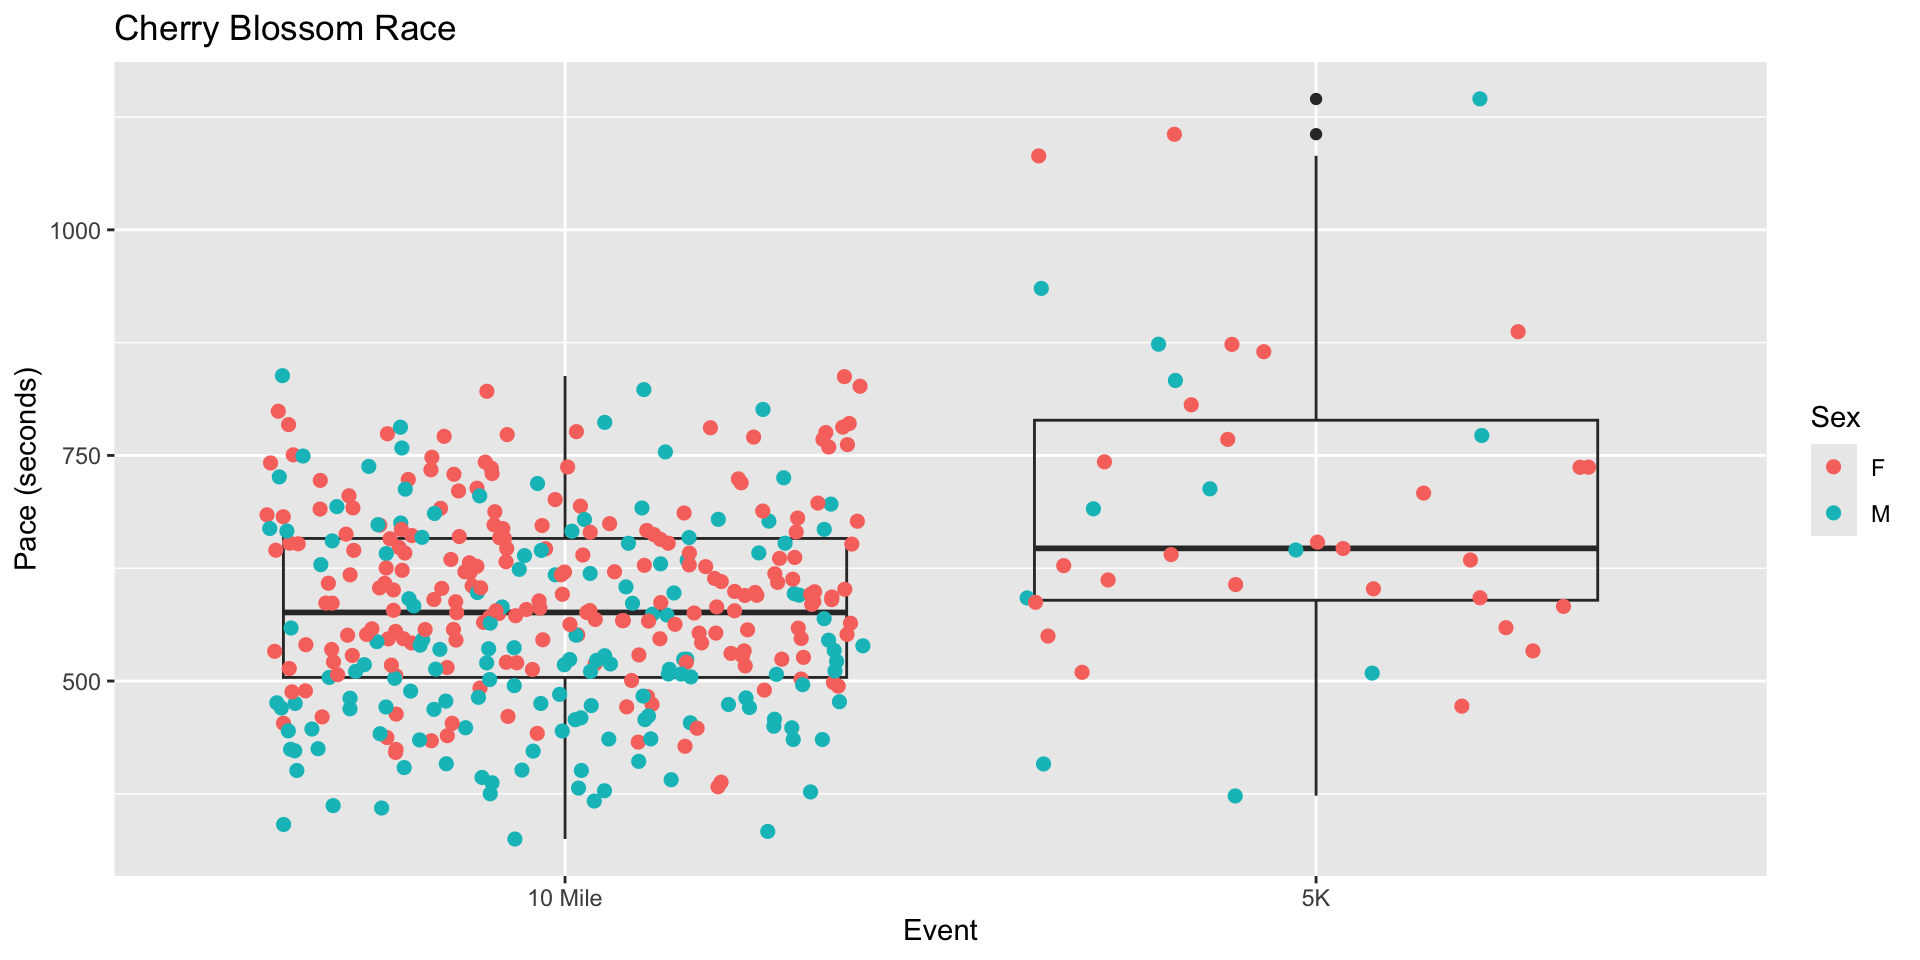 Cherry Blossom Race
Pace (seconds)
1000
750
500
10 Mile
5K
Event
Sex
F
M